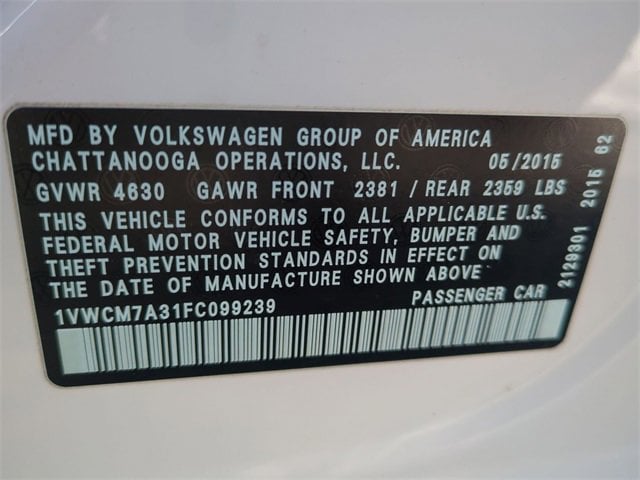 MFD BY VOLKSWAGEN GROUP OF AMERICA
CHATTANOOGA OPERATIONS, LLC. 05/2015
GVWR 4630 GAWR FRONT 2381 / REAR 2359 LBS
THIS VEHICLE CONFORMS TO ALL APPLICABLE U.S.
FEDERAL MOTOR VEHICLE SAFETY, BUMPER AND
THEFT PREVENTION STANDARDS IN EFFECT ON
THE DATE OF MANUFACTURE SHOWN ABOVE
1VWCM7A31FC099239 PASSENGER CAR
2129301 2015 62